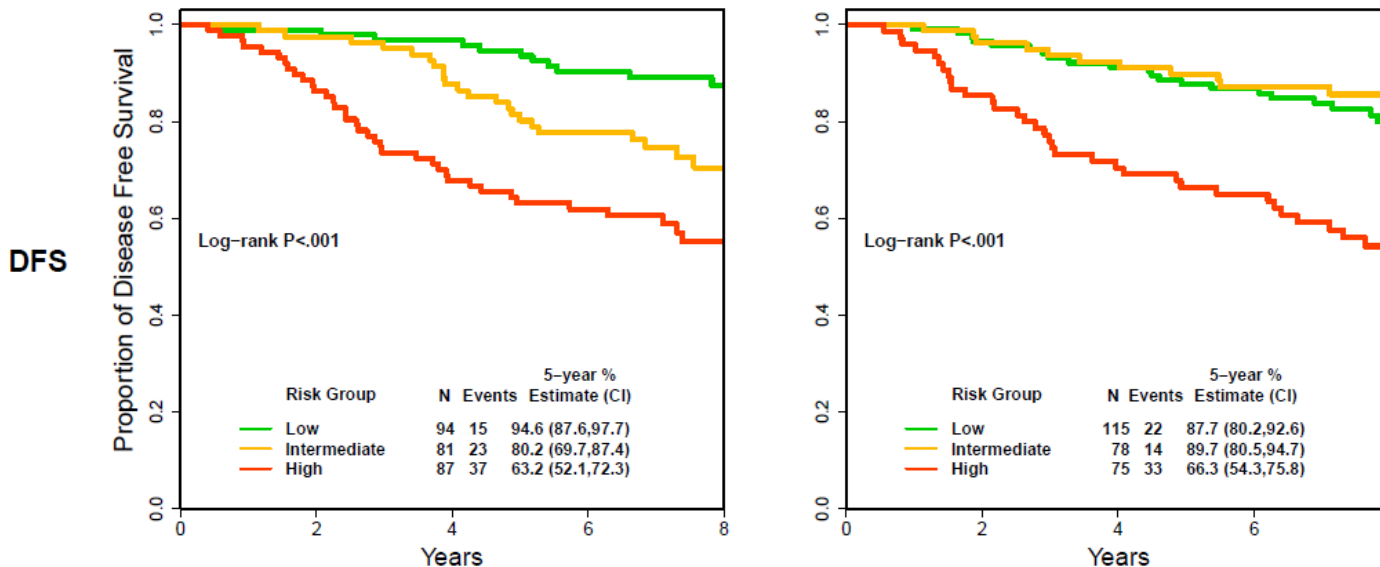 DFS
Proportion of Disease Free Survival
1.0
0.8
0.6
0.4
0.2
0.0
Log-rank P<.001
5-year %
Risk Group N Events Estimate (CI)
Low 94 15 94.6 (87.6,97.7)
Intermediate 81 23 80.2 (69.7,87.4)
High 87 37 63.2 (52.1,72.3)
0 2 4 6 8
Years
1.0
0.8
0.6
0.4
0.2
0.0
Log-rank P<.001
5-year %
Risk Group N Events Estimate (CI)
Low 115 22 87.7 (80.2,92.6)
Intermediate 78 14 89.7 (80.5,94.7)
High 75 33 66.3 (54.3,75.8)
0 2 4 6
Years